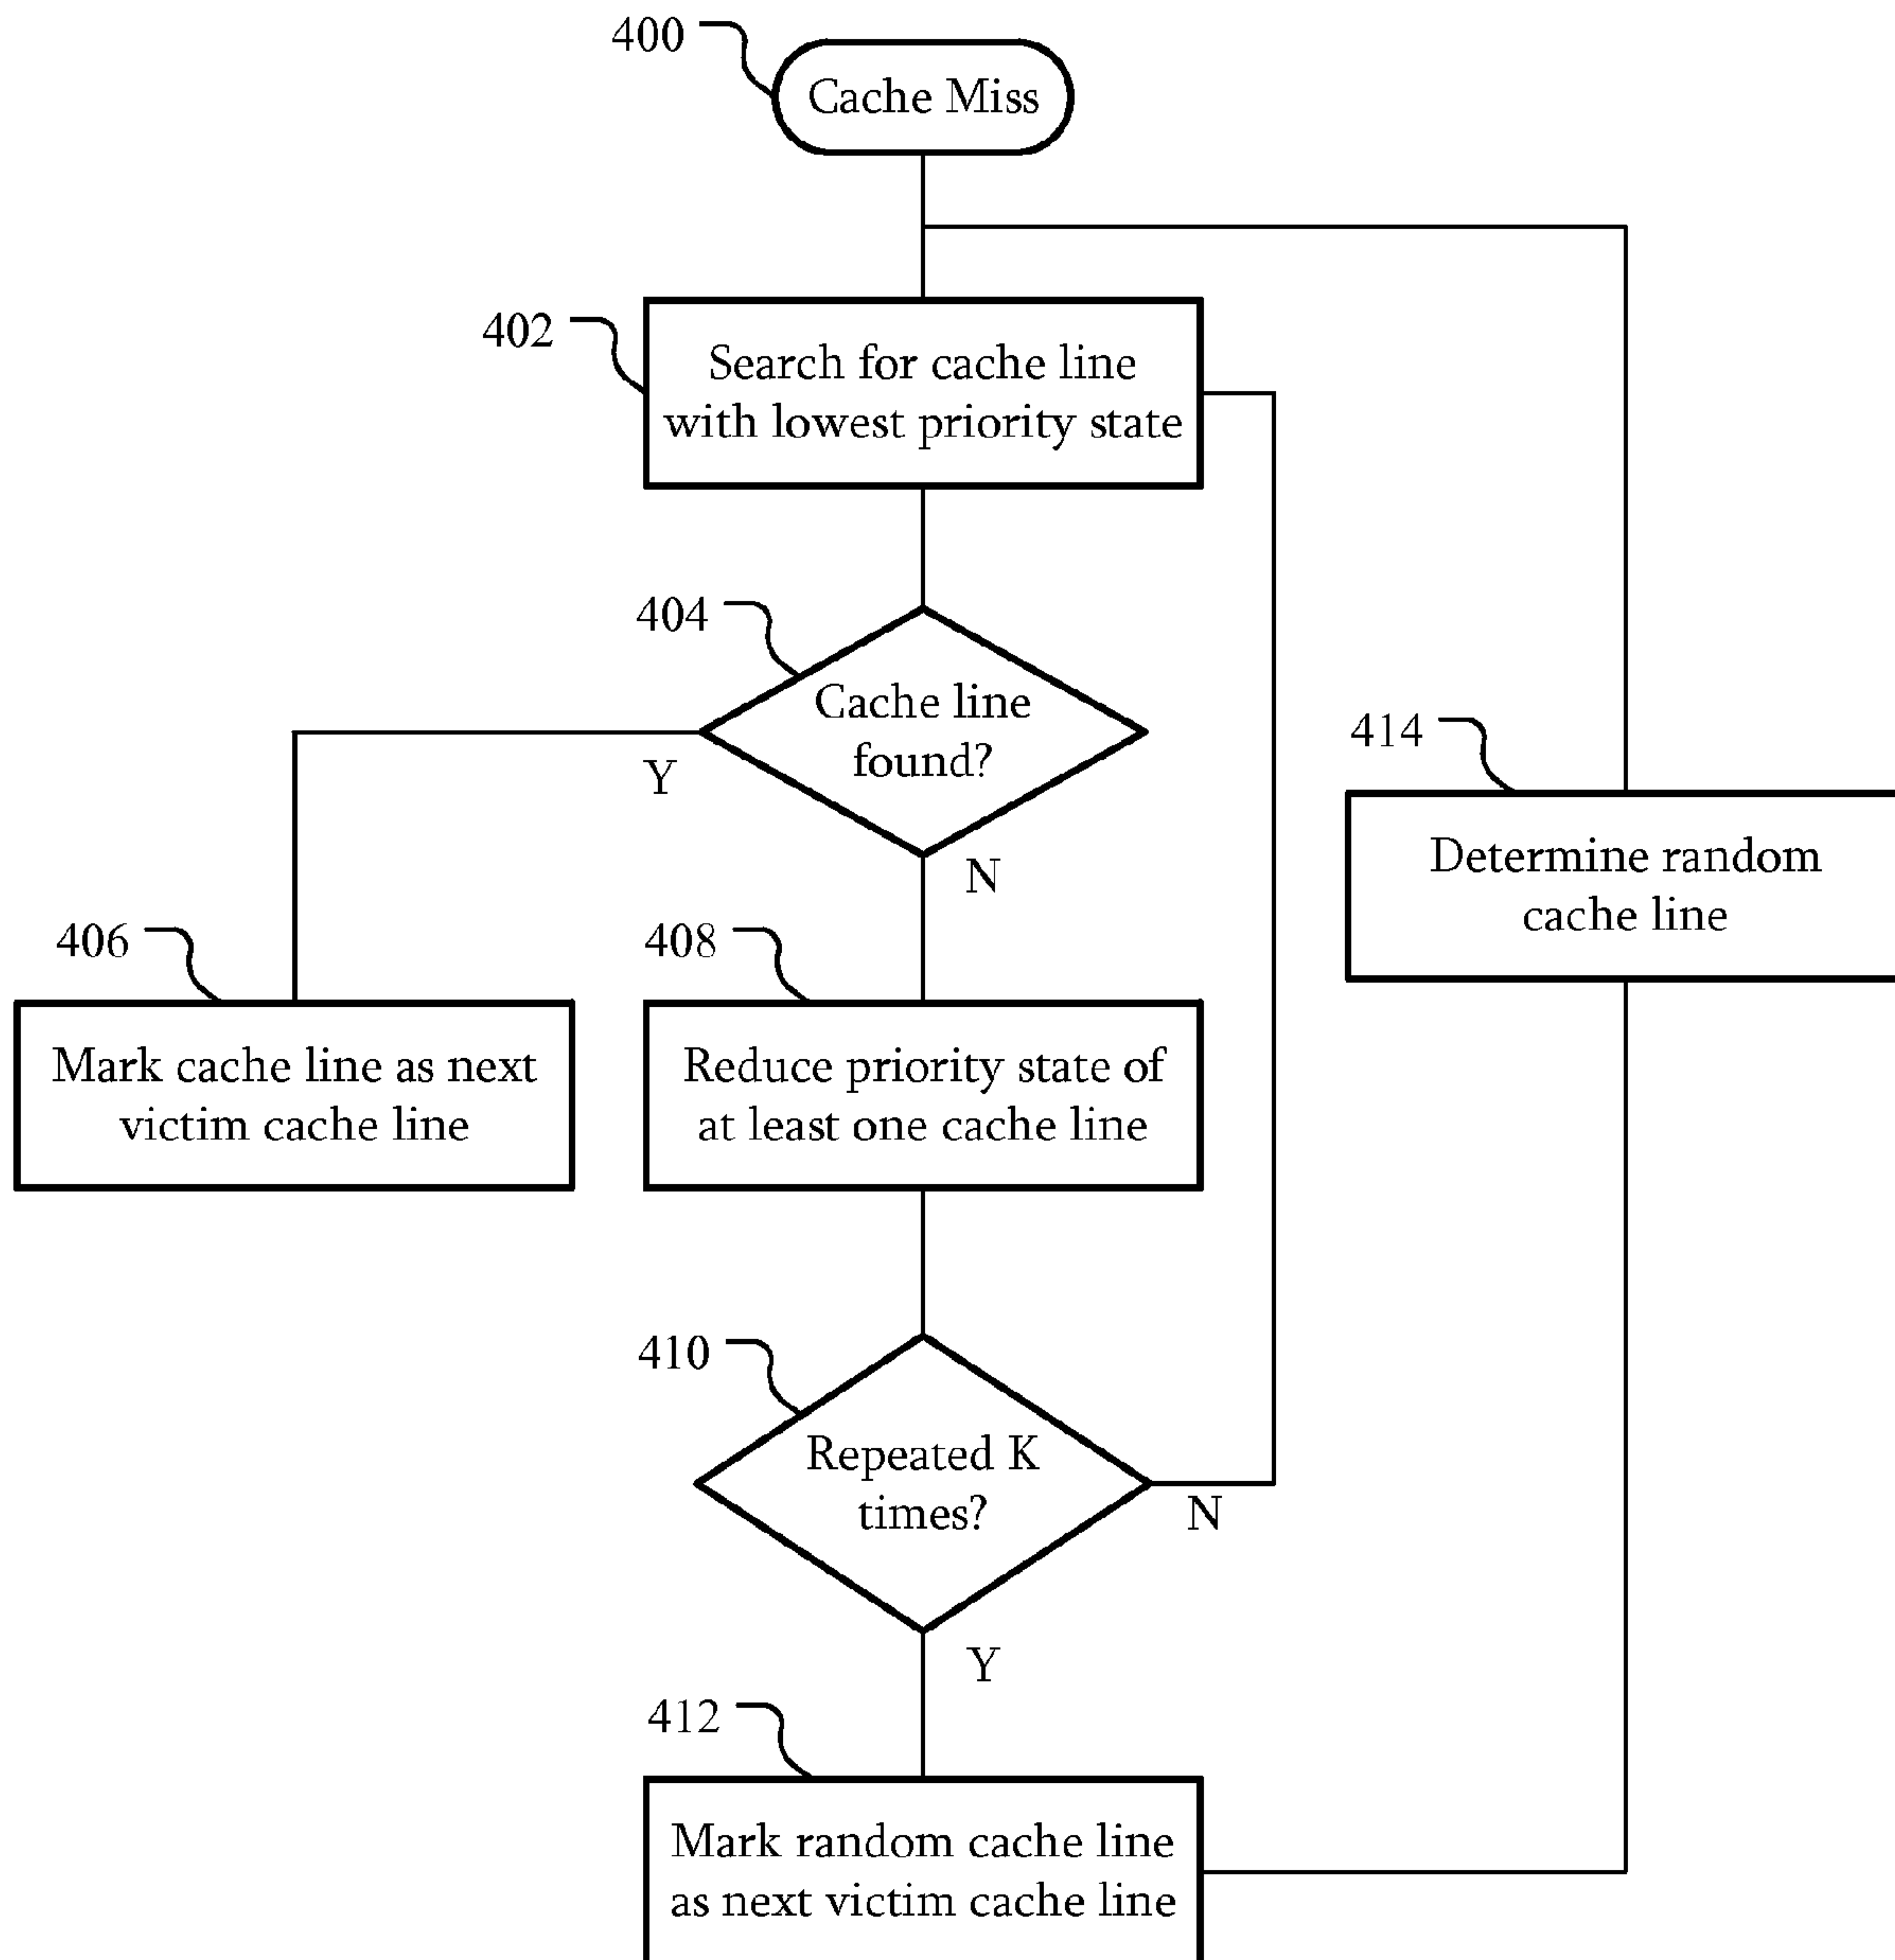 400
Cache Miss
402
Search for cache line
with lowest priority state
404
Cache line
found?
Y
N
414
Determine random
cache line
406
Mark cache line as next
victim cache line
408
Reduce priority state of
at least one cache line
410
Repeated K
times?
N
Y
412
Mark random cache line
as next victim cache line